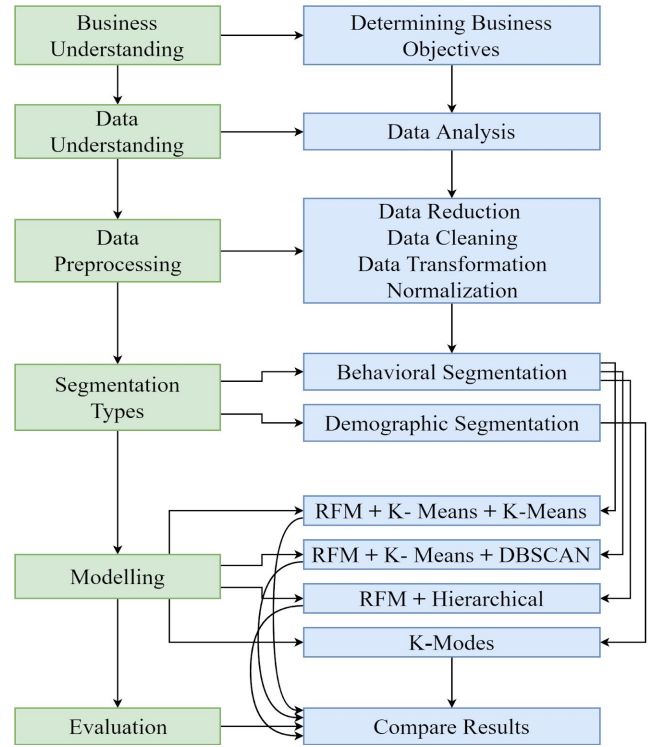 Business
Understanding
Determining Business
Objectives
Data
Understanding
Data Analysis
Data
Preprocessing
Data Reduction
Data Cleaning
Data Transformation
Normalization
Segmentation
Types
Behavioral Segmentation
Demographic Segmentation
Modelling
RFM + K- Means + K-Means
RFM + K- Means + DBSCAN
RFM + Hierarchical
K-Modes
Evaluation
Compare Results